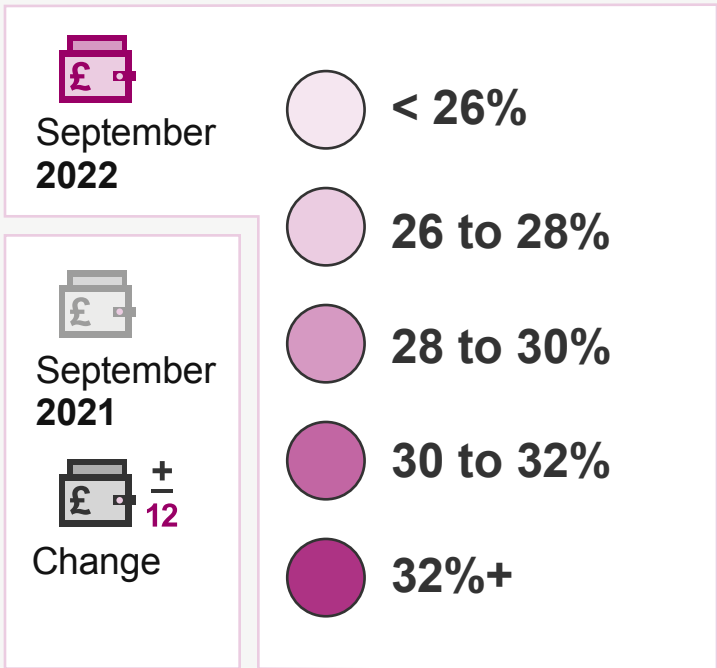 £
September
2022
£
September
2021
£
+
12
Change
< 26%
26 to 28%
28 to 30%
30 to 32%
32%+